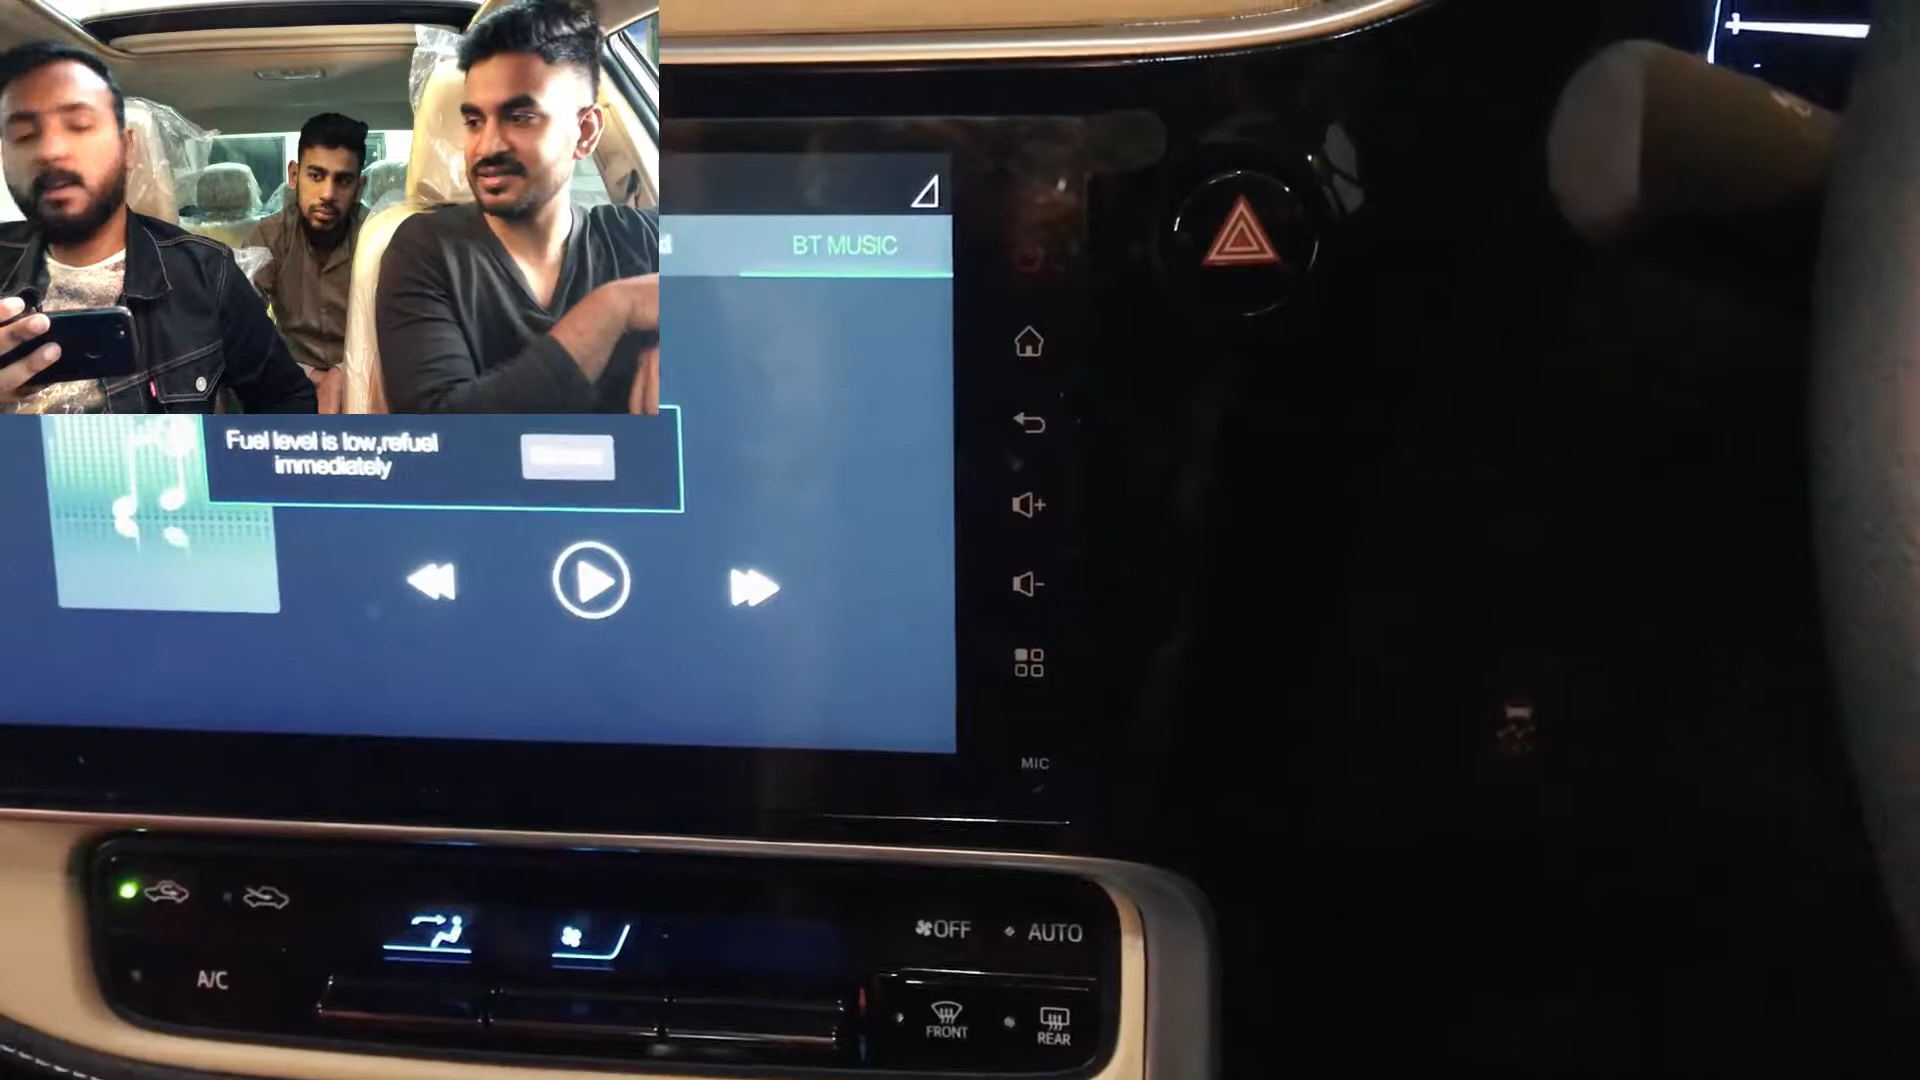 BT MUSIC
Fuel level is low,refuel
immediately
MIC
OFF
AUTO
A/C
FRONT
REAR